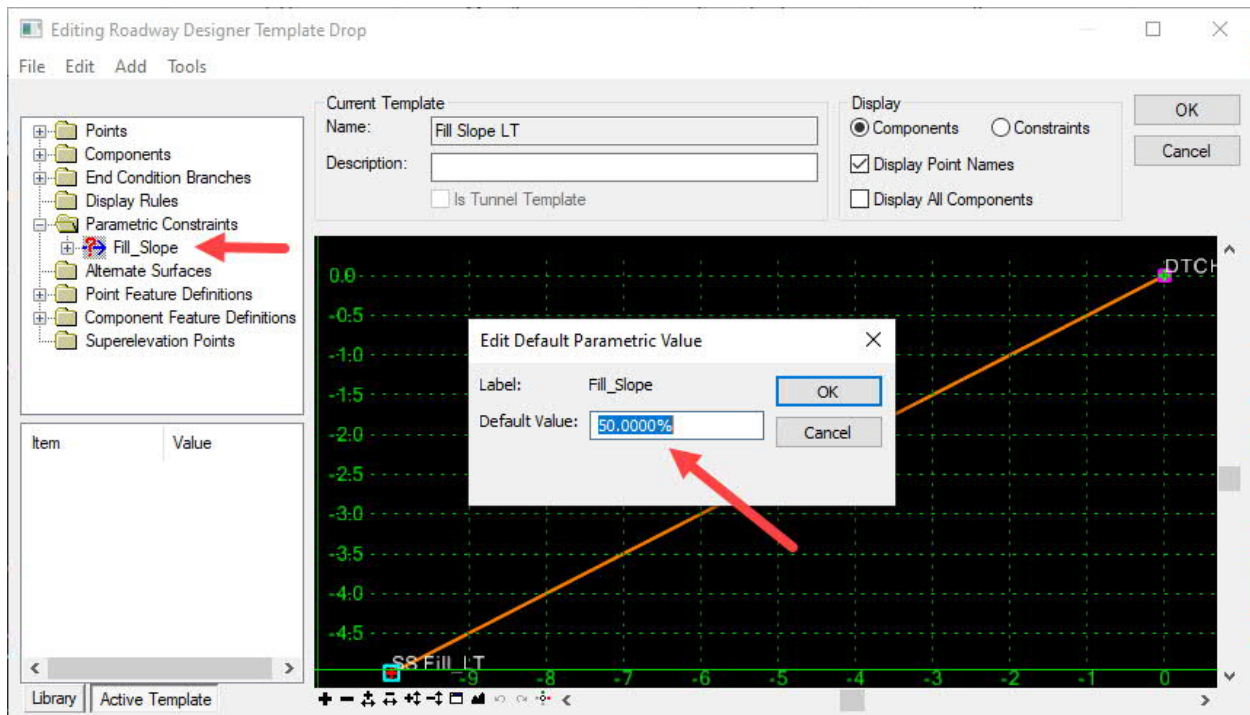 Editing Roadway Designer Template Drop
File Edit Add Tools
Points
Components
End Condition Branches
Display Rules
Parametric Constraints
Fill_Slope
Alternate Surfaces
Point Feature Definitions
Component Feature Definitions
Superelevation Points
Item Value
Library Active Template
Current Template
Name: Fill Slope LT
Description:
Is Tunnel Template
Display
Components Constraints
Display Point Names
Display All Components
OK
Cancel
DTCH
0.0
-0.5
-1.0
-1.5
-2.0
-2.5
-3.0
-3.5
-4.0
-4.5
Edit Default Parametric Value
Label: Fill_Slope
Default Value: 50.0000%
OK
Cancel
SS Fill_LT
-9 -8 -7 -6 -5 -4 -3 -2 -1 0